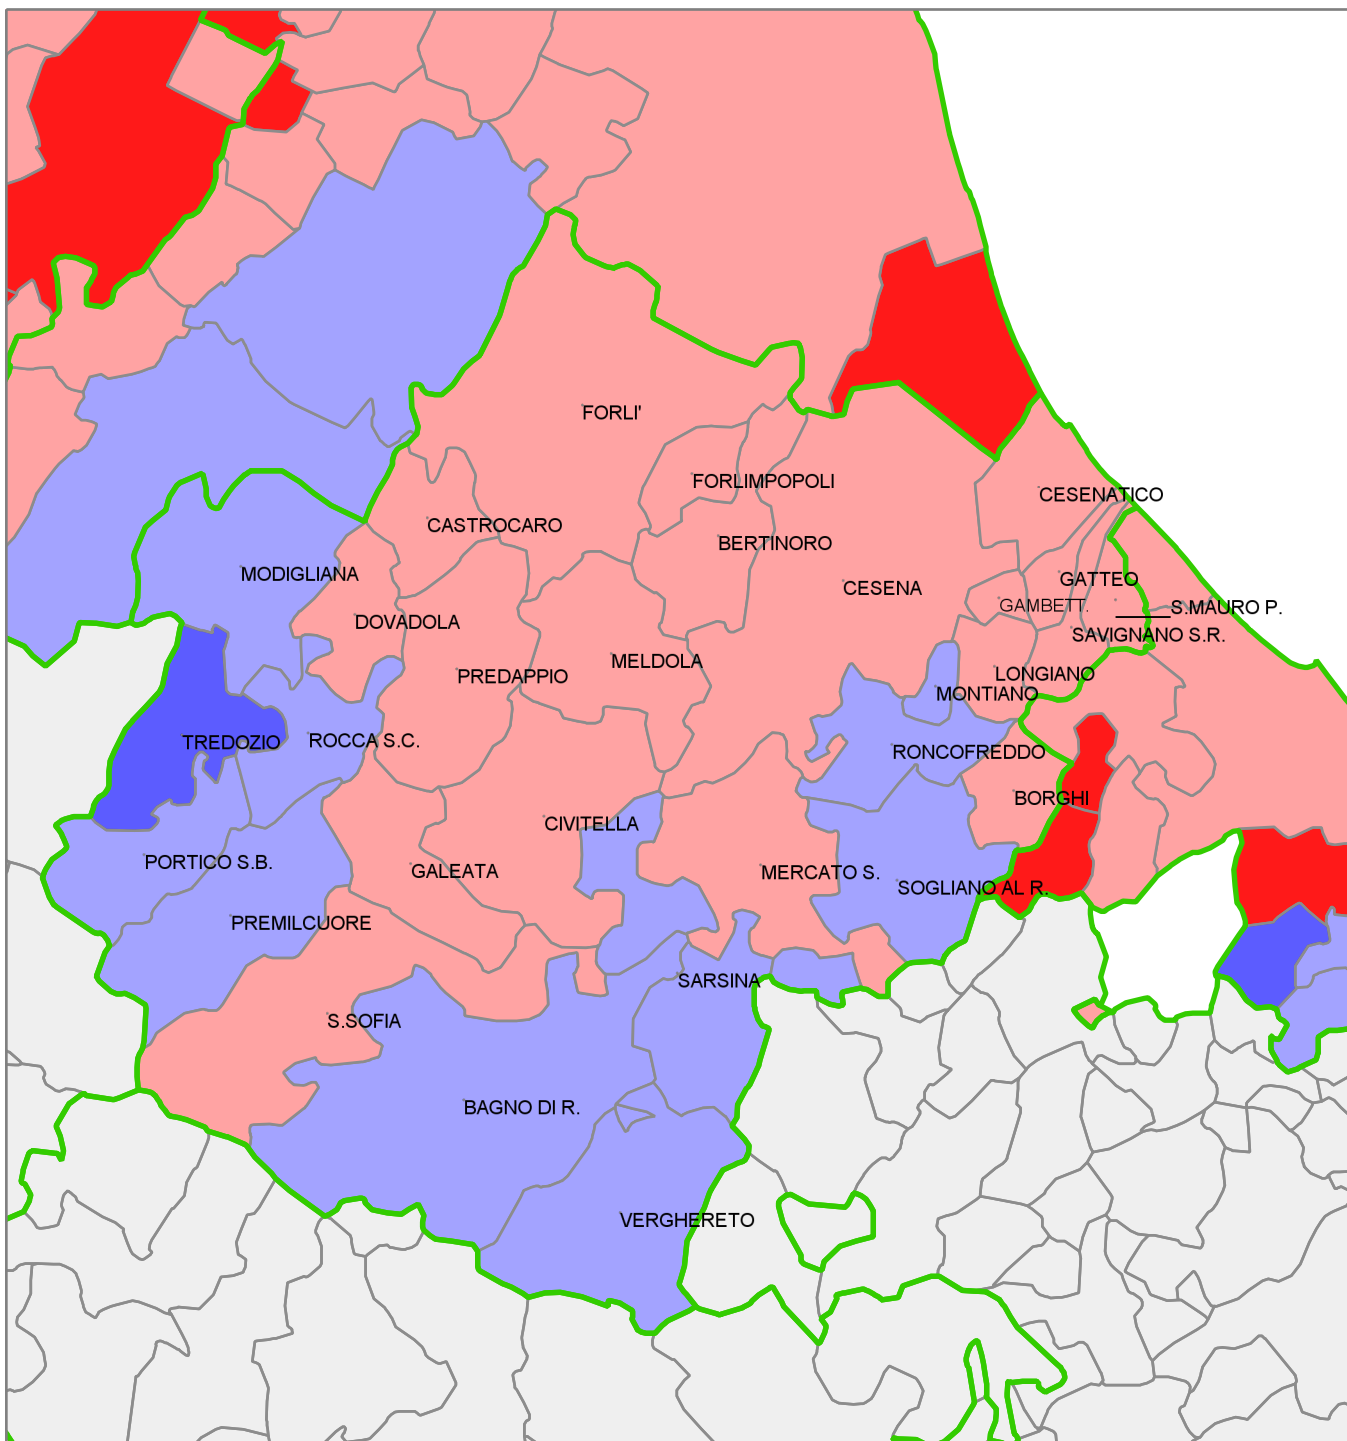 FORLI'
FORLIMPOPOLI
CESENATICO
CASTROCARO
BERTINORO
MODIGLIANA
GATTEO
CESENA
GAMBETT.
S.MAURO P.
DOVADOLA
SAVIGNANO S.R.
MELDOLA
PREDAPPIO
LONGIANO
MONTIANO
TREDOZIO
ROCCA S.C.
RONCOFREDDO
BORGHI
CIVITELLA
PORTICO S.B.
GALEATA
MERCATO S.
SOGLIANO AL R.
PREMILCUORE
SARSINA
S.SOFIA
BAGNO DI R.
VERGHERETO